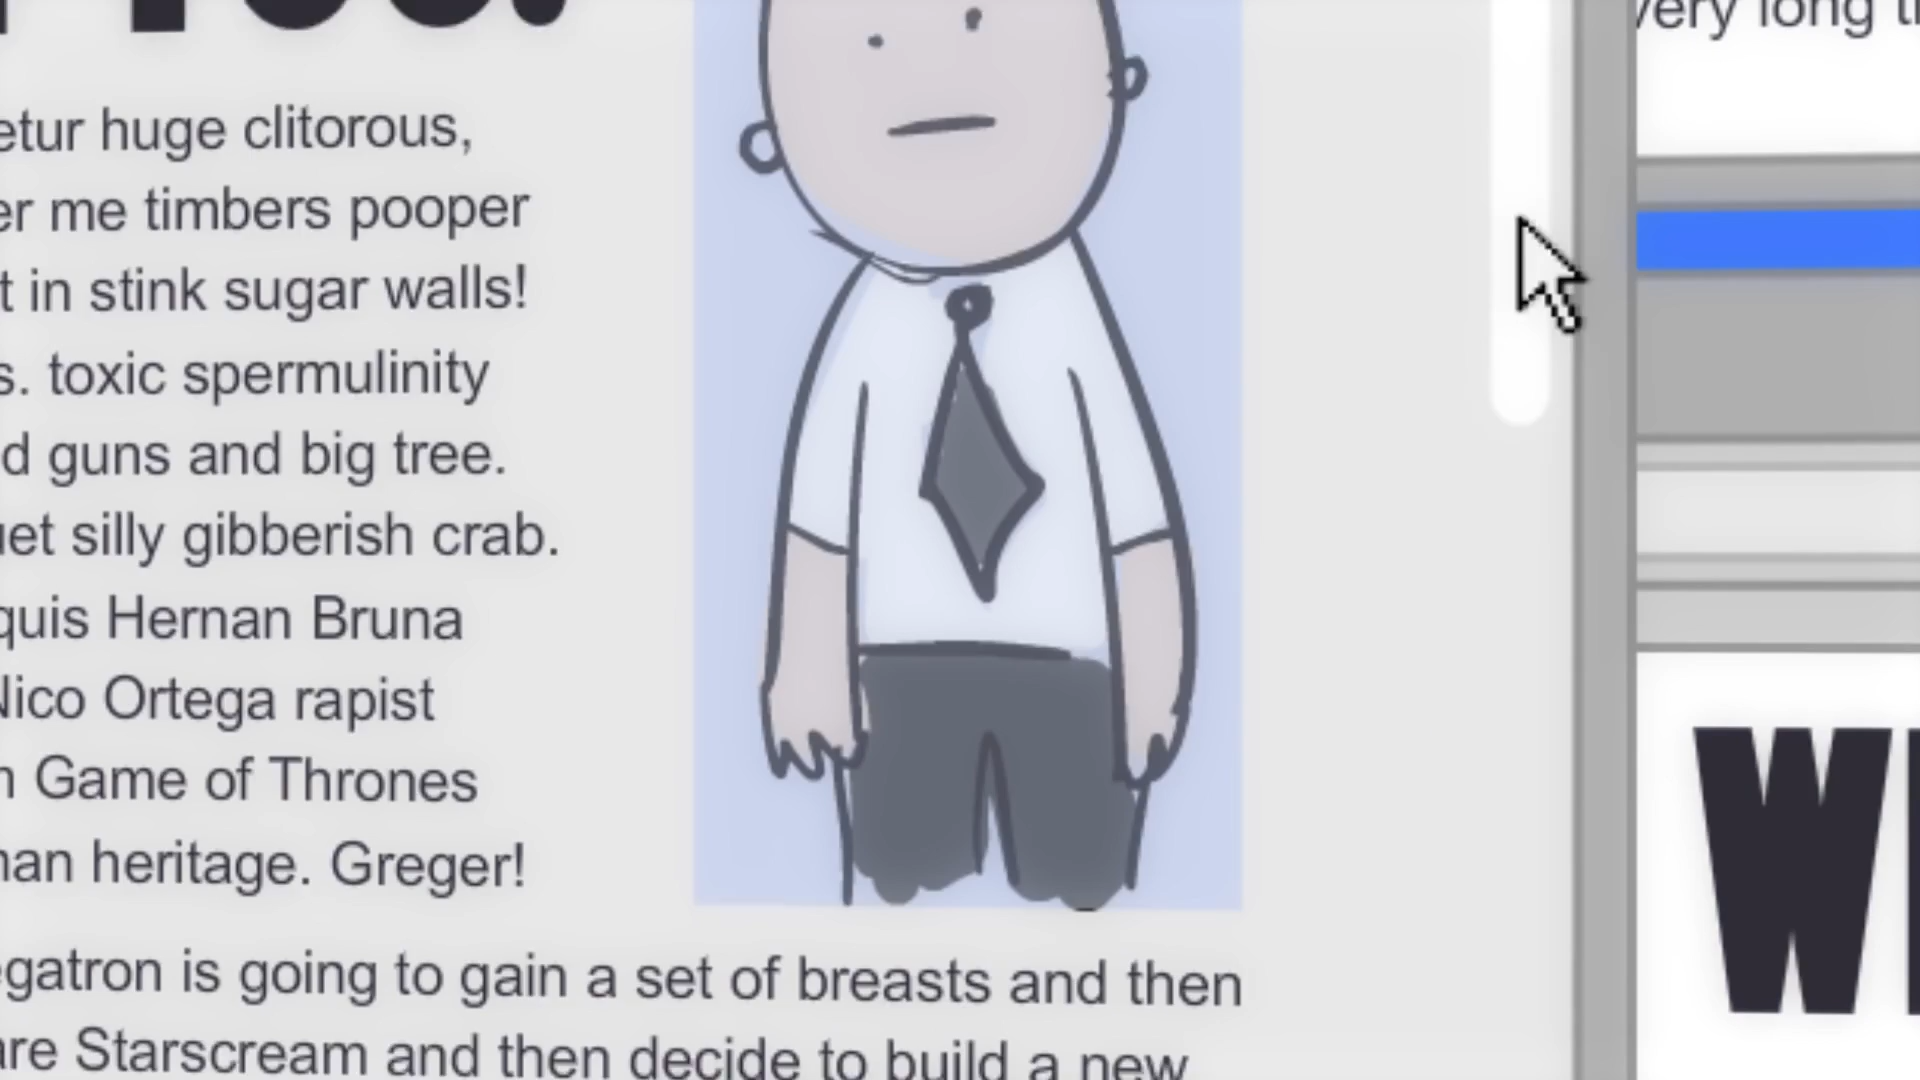 etur huge clitorous,
er me timbers pooper
t in stink sugar walls!
s. toxic spermulinity
d guns and big tree.
uet silly gibberish crab.
quis Hernan Bruna
Nico Ortega rapist
n Game of Thrones
man heritage. Greger!
egatron is going to gain a set of breasts and then
are Starscream and then decide to build a new
very long
W